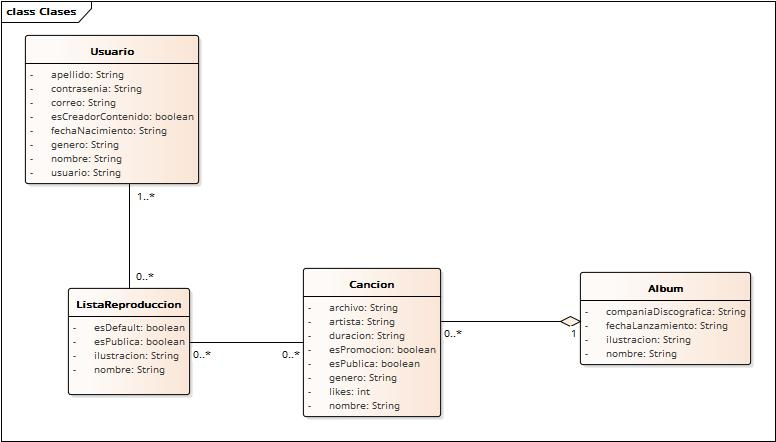 class Clases
Usuario
- apellido: String
- contrasenia: String
- correo: String
- esCreadorContenido: boolean
- fechaNacimiento: String
- genero: String
- nombre: String
- usuario: String
1..*
0..*
ListaReproduccion
- esDefault: boolean
- esPublica: boolean
- ilustracion: String
- nombre: String
0..*
0..*
Cancion
- archivo: String
- artista: String
- duracion: String
- esPromocion: boolean
- esPublica: boolean
- genero: String
- likes: int
- nombre: String
0..*
1
Album
- companiaDiscografica: String
- fechaLanzamiento: String
- ilustracion: String
- nombre: String